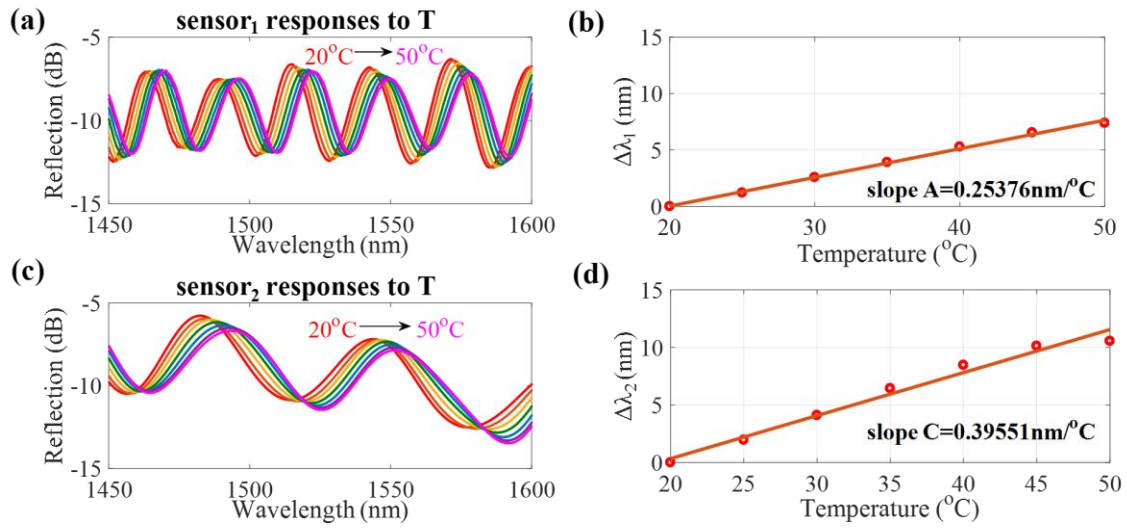 (a)
sensor₁ responses to T
20°C
50°C
Reflection (dB)
-5
-10
-15
1450
1500
1550
1600
Wavelength (nm)
(b)
Δλ₁ (nm)
15
10
5
0
slope A=0.25376nm/°C
20
30
40
50
Temperature (°C)
(c)
sensor₂ responses to T
20°C
50°C
Reflection (dB)
-5
-10
-15
1450
1500
1550
1600
Wavelength (nm)
(d)
Δλ₂ (nm)
15
10
5
0
slope C=0.39551nm/°C
20
25
30
35
40
45
50
Temperature (°C)